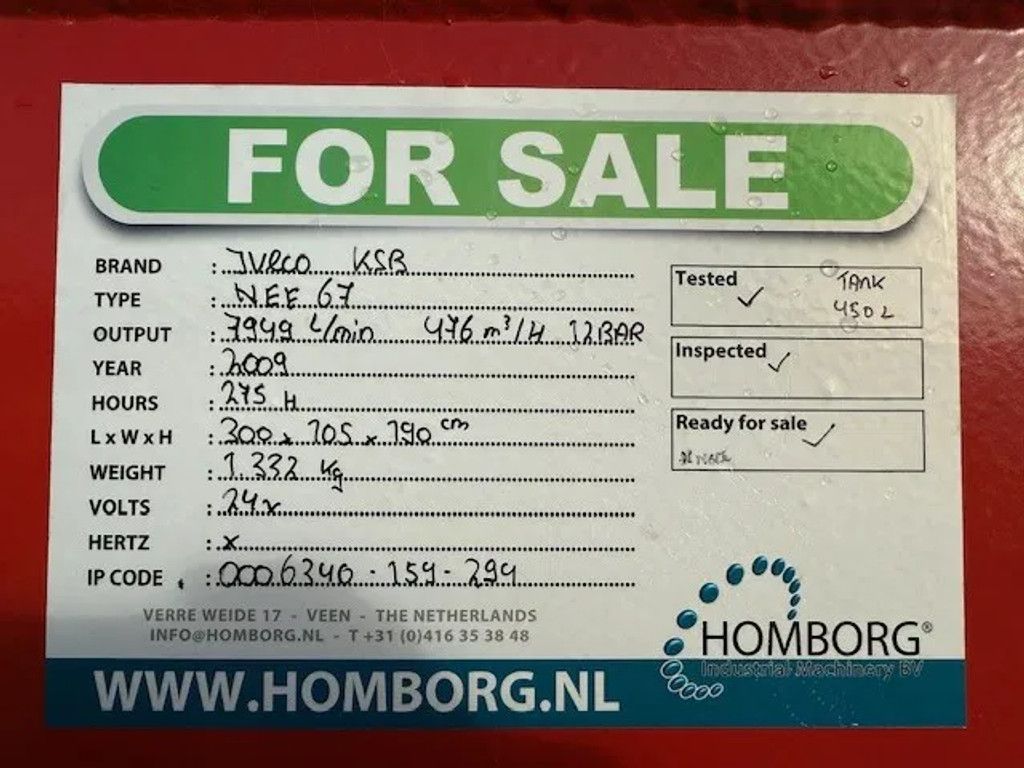 FOR SALE
BRAND : IVECO KSB
TYPE : NEF 67
OUTPUT : 7949 L/min 476 m³/H 12BAR
YEAR : 2009
HOURS : 275 H
L x W x H : 300 x 105 x 190 cm
WEIGHT : 1.332 kg
VOLTS : 24x
HERTZ : x
IP CODE : 0006340-159-294
Tested ✓ TANK
450 L
Inspected ✓
Ready for sale ✓
VERRE WEIDE 17 - VEEN - THE NETHERLANDS
INFO@HOMBORG.NL - T +31 (0)416 35 38 48
HOMBORG®
Industrial Machinery BV
WWW.HOMBORG.NL